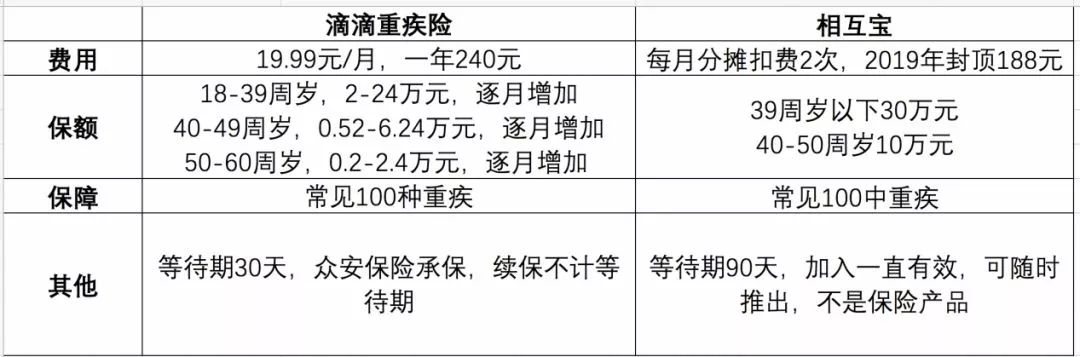 滴滴重疾险 相互宝
费用 19.99元/月，一年240元 每月分摊扣费2次，2019年封顶188元
保额
18-39周岁，2-24万元，逐月增加
40-49周岁，0.52-6.24万元，逐月增加
50-60周岁，0.2-2.4万元，逐月增加
39周岁以下30万元
40-50周岁10万元
保障 常见100种重疾 常见100中重疾
其他
等待期30天，众安保险承保，续保不计等
待期
等待期90天，加入一直有效，可随时
推出，不是保险产品